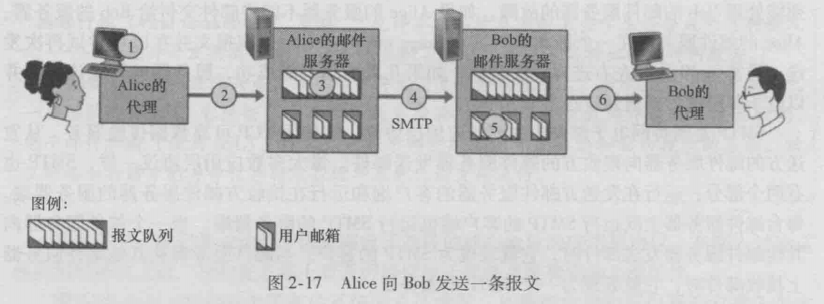 1
Alice的邮件
服务器
Bob的
邮件服务器
Alice的
代理
2
3
4
SMTP
5
6
Bob的
代理
图例：
报文队列
用户邮箱
图 2-17 Alice 向 Bob 发送一条报文